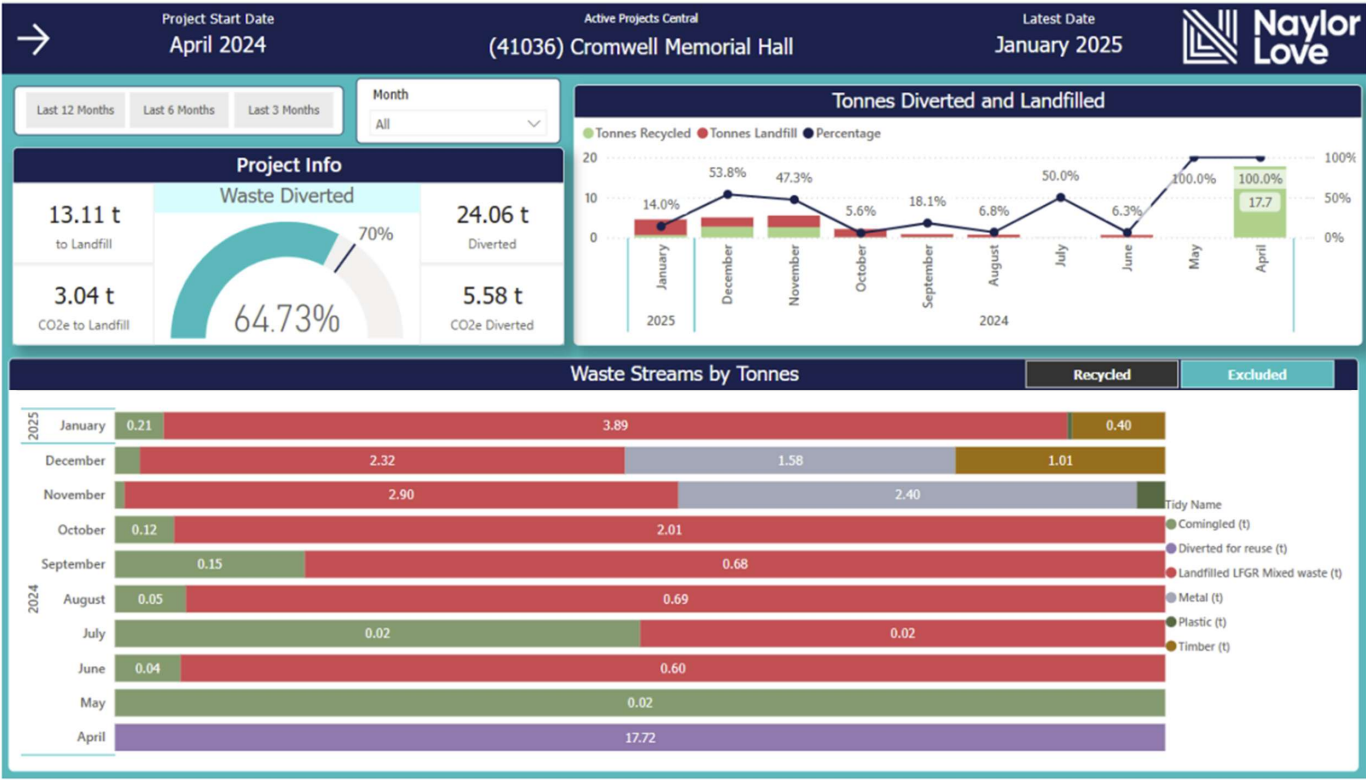 Project Start Date
April 2024
Active Projects Central
(41036) Cromwell Memorial Hall
Latest Date
January 2025
Naylor
Love
Last 12 Months
Last 6 Months
Last 3 Months
Month
All
Project Info
13.11 t
to Landfill
3.04 t
CO2e to Landfill
Waste Diverted
70%
64.73%
24.06 t
Diverted
5.58 t
CO2e Diverted
Tonnes Diverted and Landfilled
Tonnes Recycled Tonnes Landfill Percentage
20
10
0
14.0%
53.8%
47.3%
5.6%
18.1%
6.8%
50.0%
6.3%
100.0%
100.0%
17.7
100%
50%
0%
January
December
November
October
September
August
July
June
May
April
2025
2024
Waste Streams by Tonnes
Recycled
Excluded
2025
January 0.21 3.89 0.40
December 2.32 1.58 1.01
November 2.90 2.40
October 0.12 2.01
September 0.15 0.68
2024
August 0.05 0.69
July 0.02 0.02
June 0.04 0.60
May 0.02
April 17.72
Tidy Name
Comingled (t)
Diverted for reuse (t)
Landfilled LFGR Mixed waste (t)
Metal (t)
Plastic (t)
Timber (t)